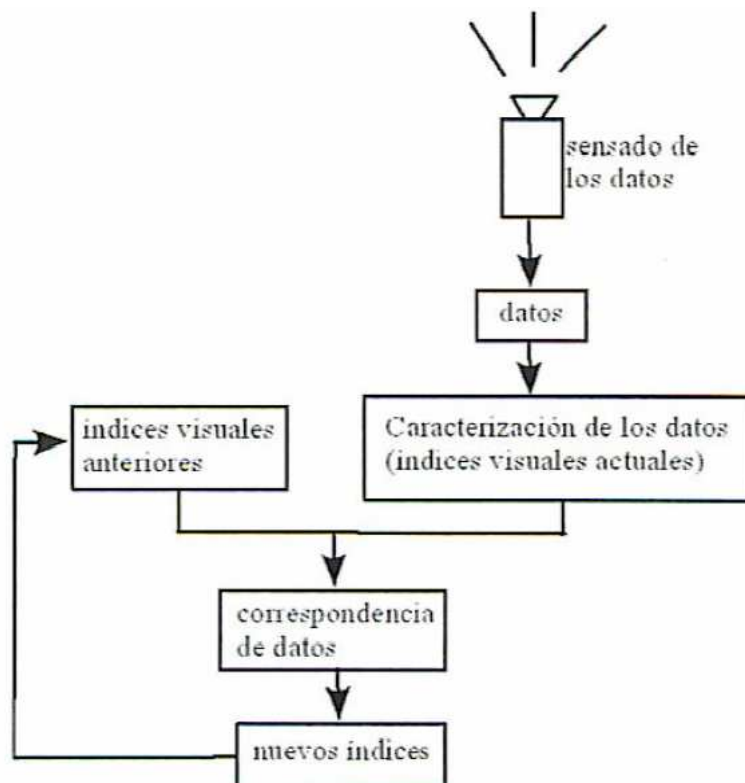 sensado de
los datos
datos
indices visuales
anteriores
Caracterización de los datos
(indices visuales actuales)
correspondencia
de datos
nuevos indices